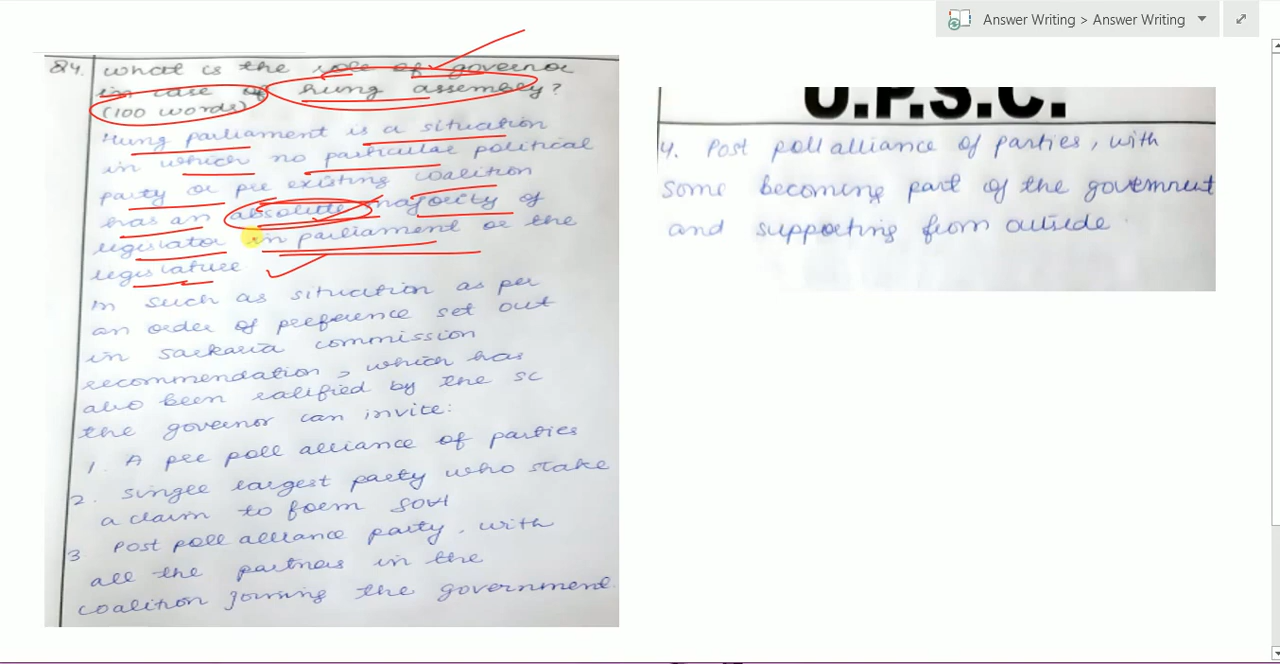 Answer Writing > Answer Writing
Q4. What is the role of governor
in case of hung assembly?
(100 words)
Hung parliament is a situation
in which no particular political
party or pre existing coalition
has an absolute majority of
legislator in parliament or the
legislature
In such as situation as per
an order of preference set out
in Sarkaria commission
recommendation, which has
also been ratified by the SC
the governor can invite:
1. A pre poll alliance of parties
2. Single largest party who stake
a claim to form Govt
3 Post poll alliance party, with
all the partners in the
coalition joining the government
U.P.S.C.
4. Post poll alliance of parties, with
some becoming part of the government
and supporting from outside.